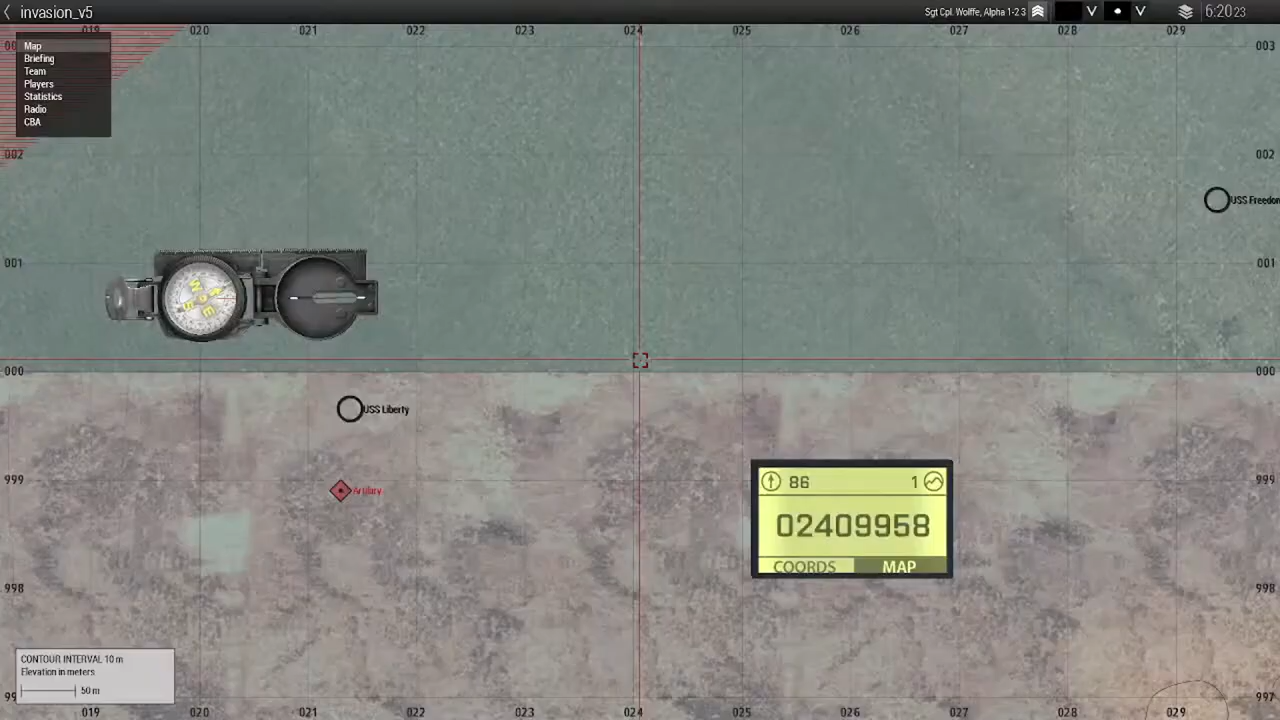 invasion_v5
Sgt Cpl. Wolffe, Alpha 1-2:3
6:20 23
019 020 021 022 023 024 025 026 027 028 029
003
Map
Briefing
Team
Players
Statistics
Radio
CBA
002 002
USS Freedom
001 001
W
E
000 000
USS Liberty
999 999
Artillary
86 1
02409958
COORDS MAP
998 998
CONTOUR INTERVAL 10 m
Elevation in meters
50 m
997
019 020 021 022 023 024 025 026 027 028 029